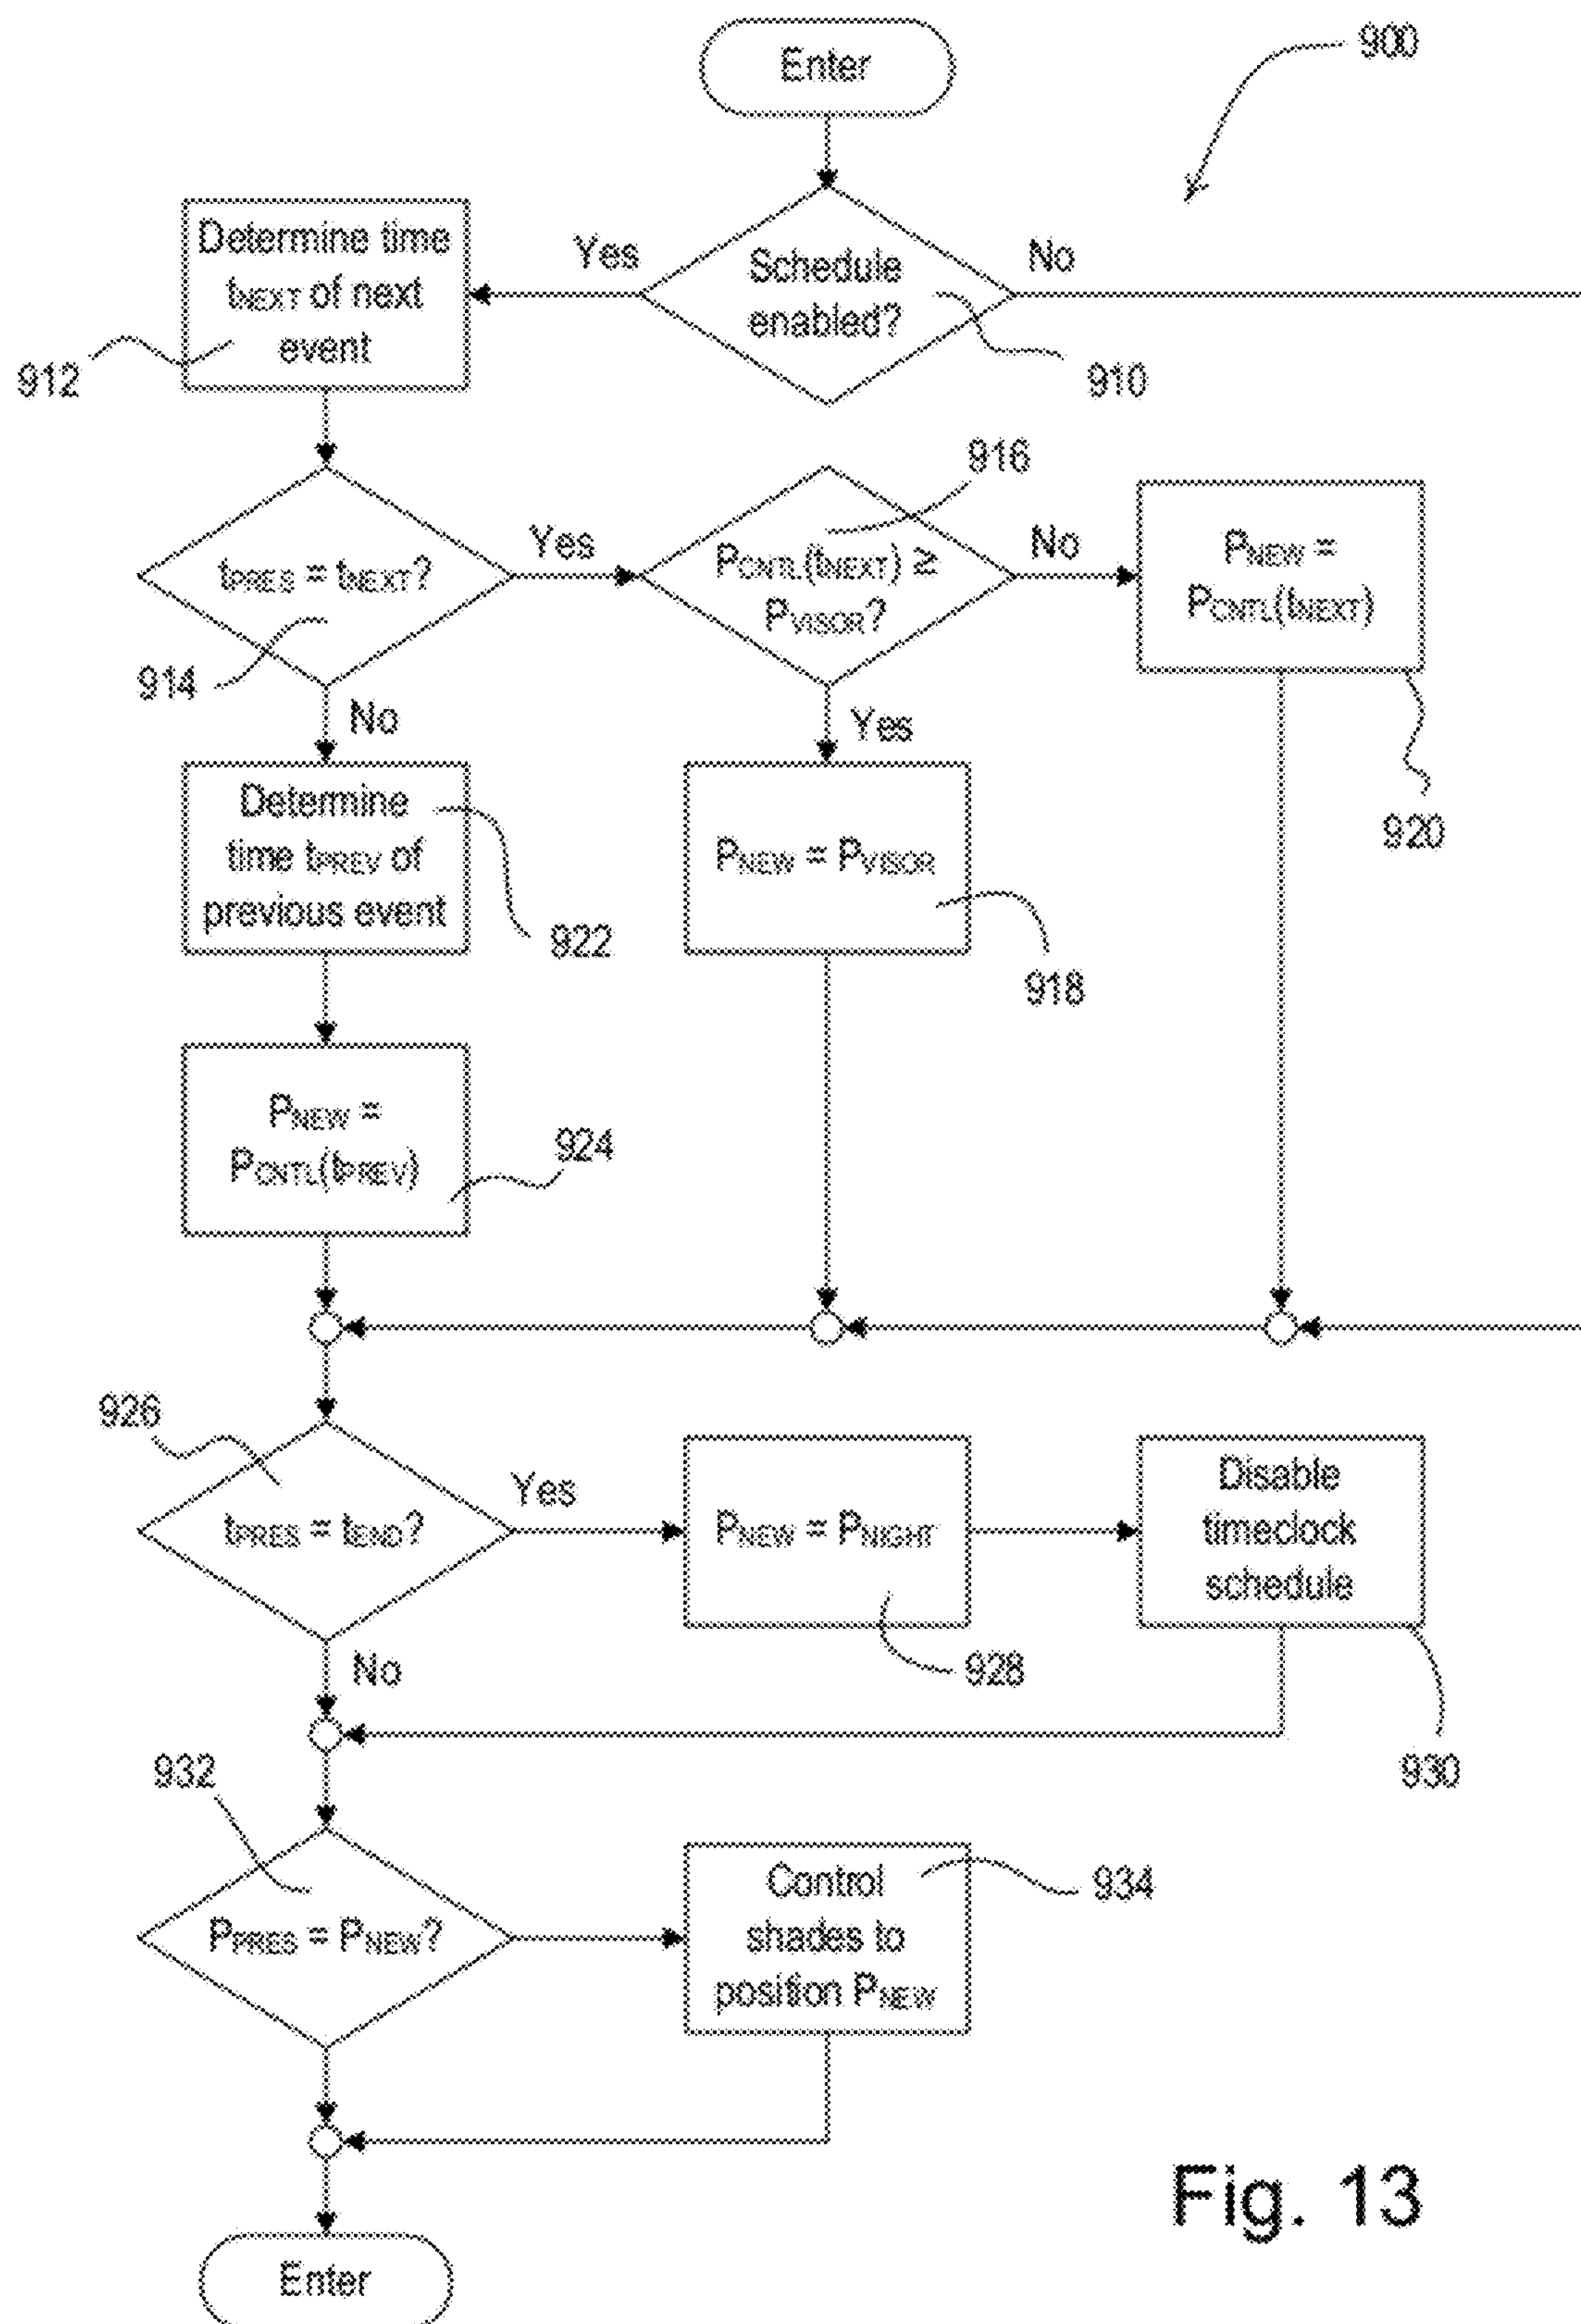 Enter
900
Determine time
tNEXT of next
event
912
Yes
Schedule
enabled?
No
910
916
tPRES = tNEXT?
914
Yes
PCNTL(tNEXT) ≥
PVISOR?
No
PNEW =
PCNTL(tNEXT)
920
No
Yes
Determine
time tPREV of
previous event
922
PNEW = PVISOR
918
PNEW =
PCNTL(tPREV)
924
926
tPRES = tEND?
Yes
PNEW = PNIGHT
928
Disable
timeclock
schedule
930
No
932
PPRES = PNEW?
Control
shades to
position PNEW
934
Enter
Fig. 13